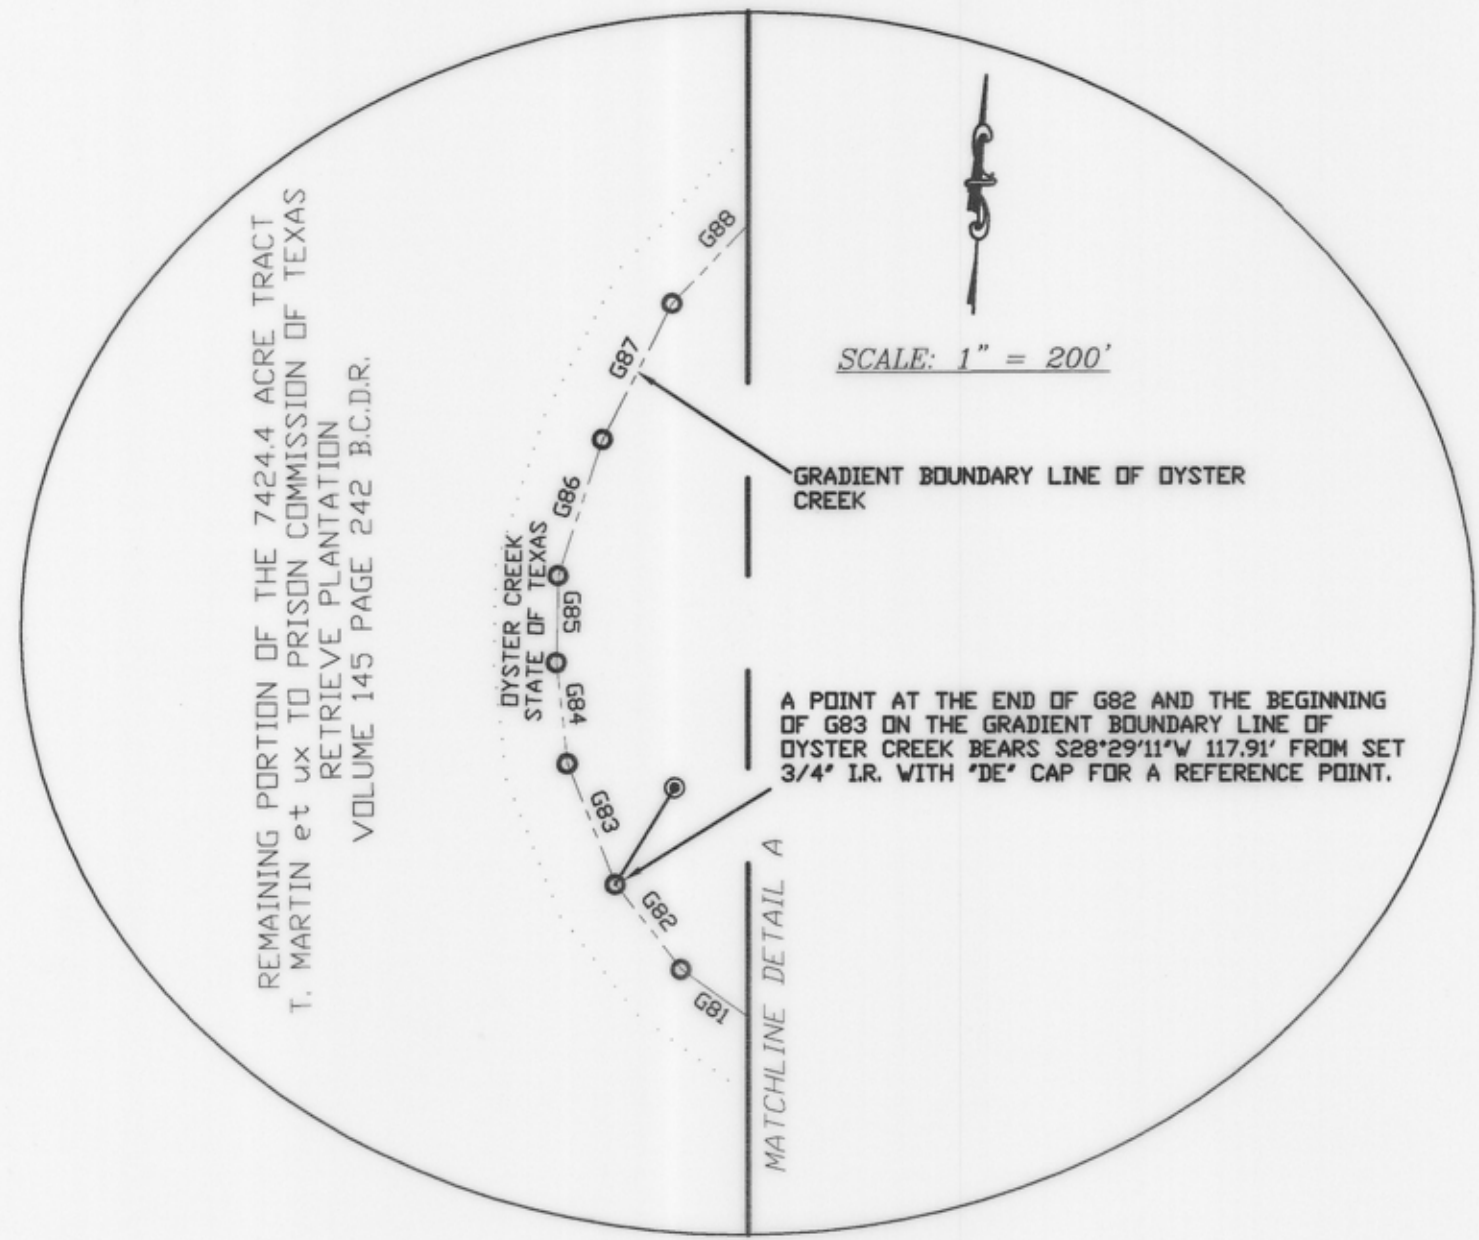 REMAINING PORTION OF THE 7424.4 ACRE TRACT
T. MARTIN et ux TO PRISON COMMISSION OF TEXAS
RETRIEVE PLANTATION
VOLUME 145 PAGE 242 B.C.D.R.
OYSTER CREEK
STATE OF TEXAS
G88
G87
G86
G85
G84
G83
G82
G81
SCALE: 1" = 200'
GRADIENT BOUNDARY LINE OF OYSTER
CREEK
A POINT AT THE END OF G82 AND THE BEGINNING
OF G83 ON THE GRADIENT BOUNDARY LINE OF
OYSTER CREEK BEARS S28°29'11"W 117.91' FROM SET
3/4" I.R. WITH "DE" CAP FOR A REFERENCE POINT.
MATCHLINE DETAIL A